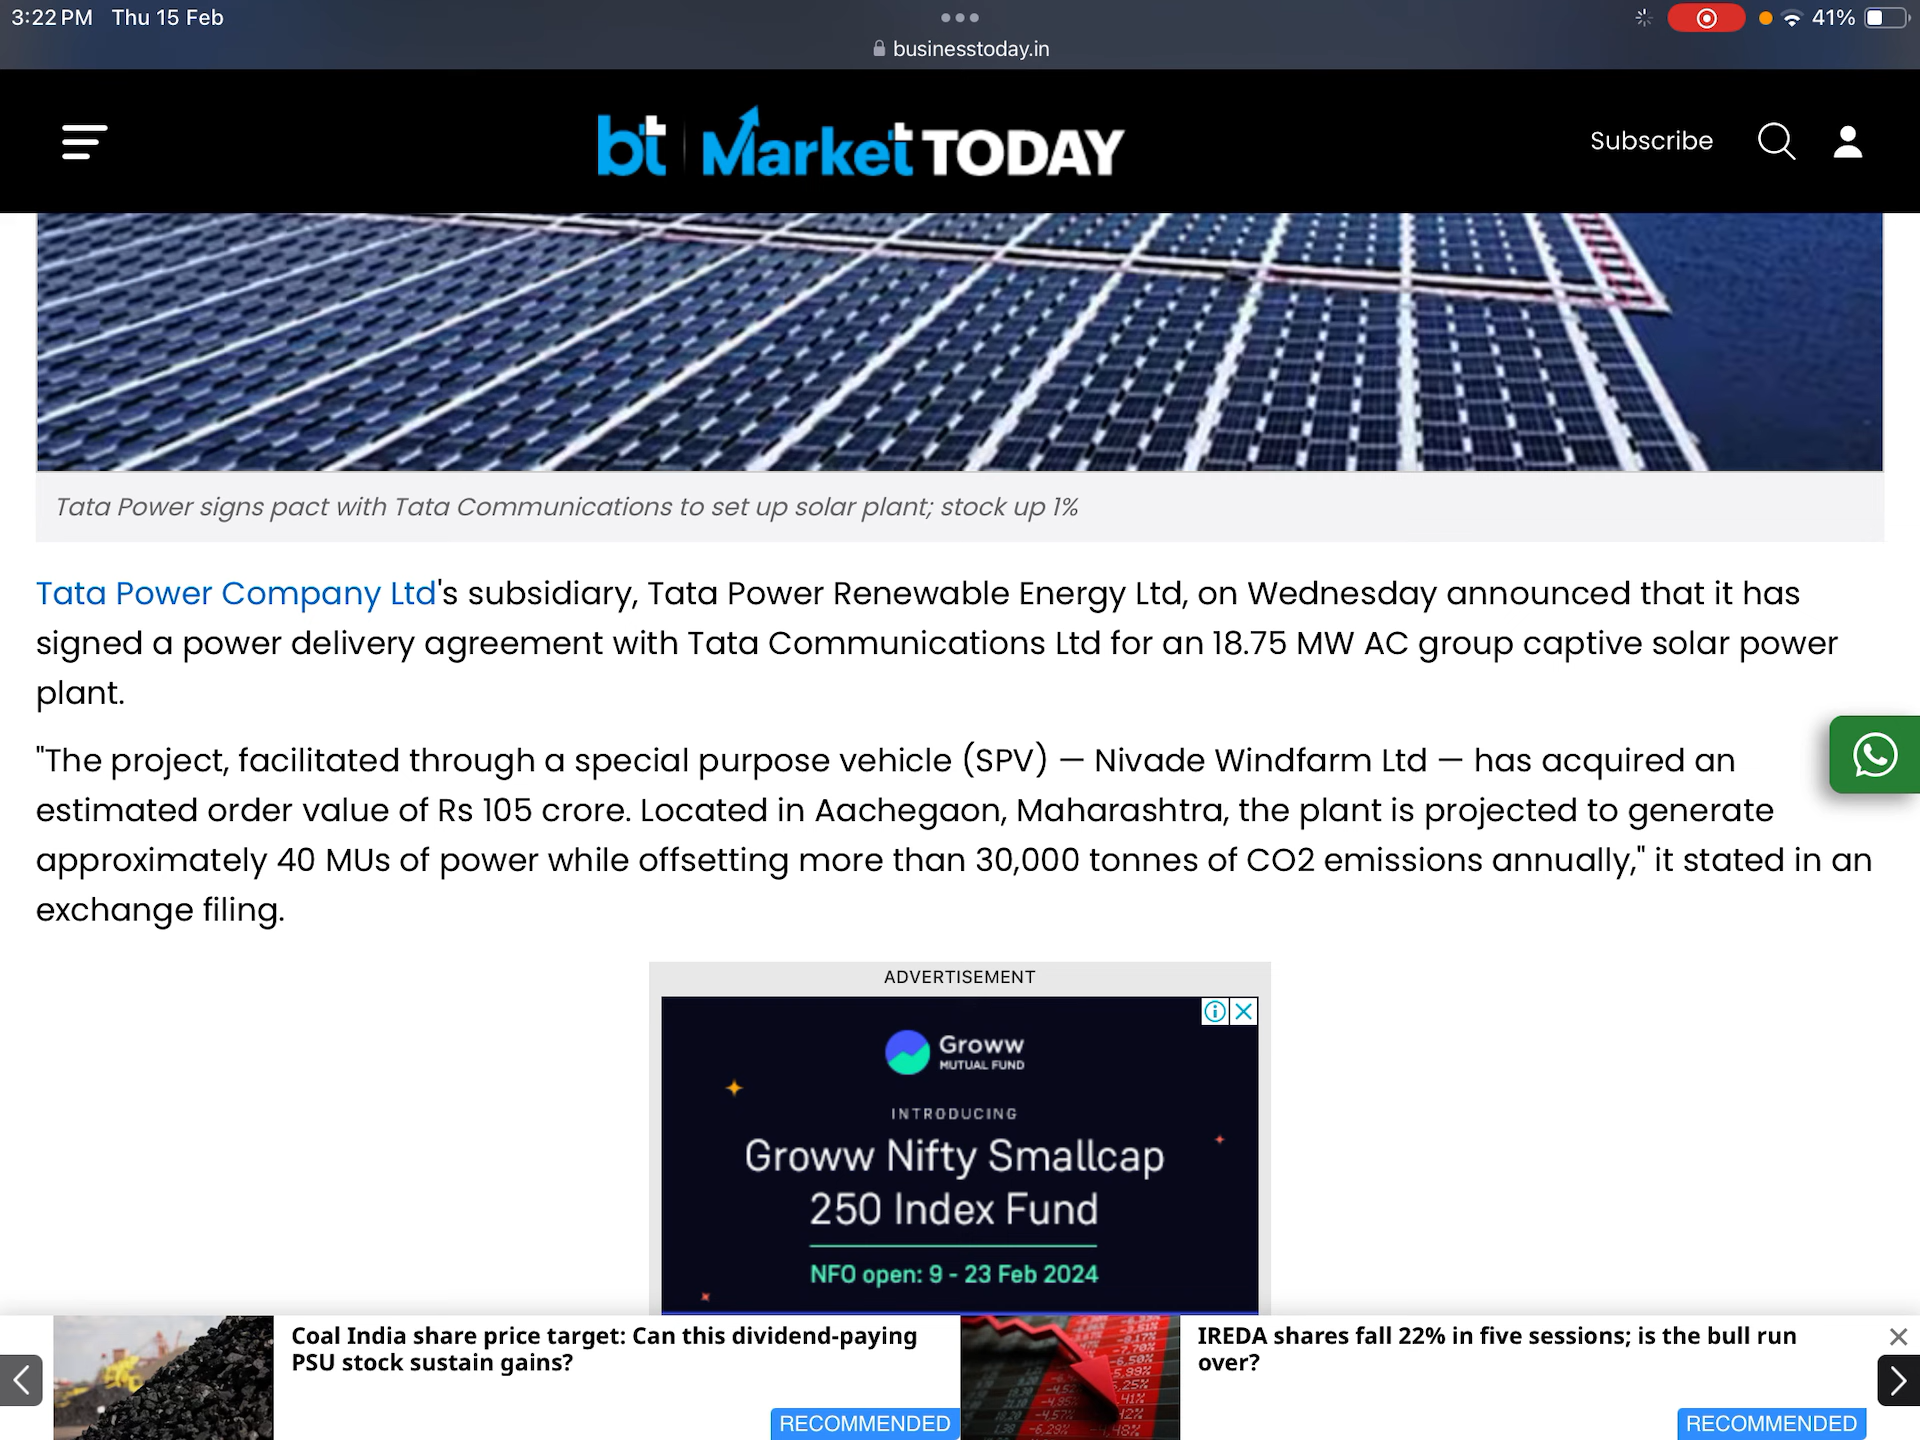 3:22 PM Thu 15 Feb
41%
businesstoday.in
bt Market TODAY
Subscribe
Tata Power signs pact with Tata Communications to set up solar plant; stock up 1%
Tata Power Company Ltd's subsidiary, Tata Power Renewable Energy Ltd, on Wednesday announced that it has
signed a power delivery agreement with Tata Communications Ltd for an 18.75 MW AC group captive solar power
plant.
"The project, facilitated through a special purpose vehicle (SPV) — Nivade Windfarm Ltd — has acquired an
estimated order value of Rs 105 crore. Located in Aachegaon, Maharashtra, the plant is projected to generate
approximately 40 MUs of power while offsetting more than 30,000 tonnes of CO2 emissions annually," it stated in an
exchange filing.
ADVERTISEMENT
Groww
MUTUAL FUND
INTRODUCING
Groww Nifty Smallcap
250 Index Fund
NFO open: 9 - 23 Feb 2024
Coal India share price target: Can this dividend-paying
PSU stock sustain gains?
RECOMMENDED
IREDA shares fall 22% in five sessions; is the bull run
over?
RECOMMENDED